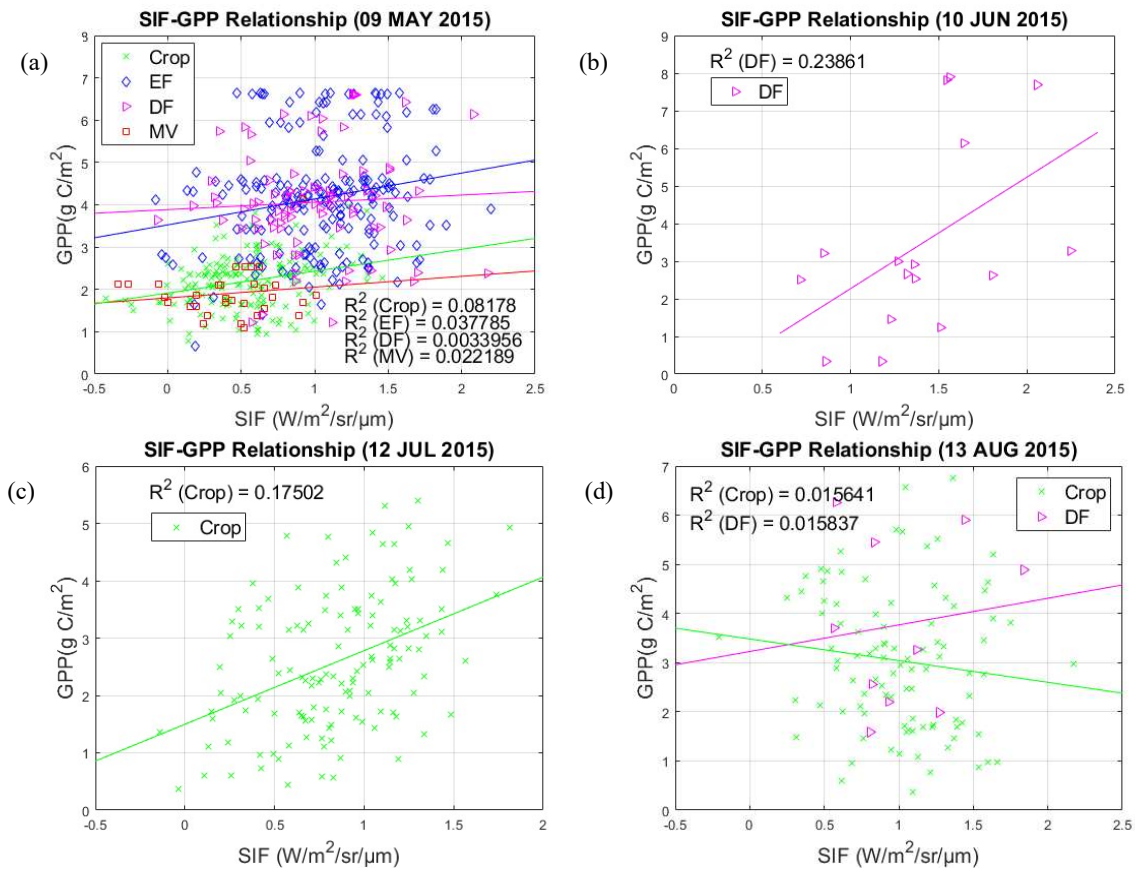 (a)
SIF-GPP Relationship (09 MAY 2015)
GPP(g C/m²)
9
8
7
6
5
4
3
2
1
0
Crop
EF
DF
MV
R² (Crop) = 0.08178
R² (EF) = 0.037785
R² (DF) = 0.0033956
R² (MV) = 0.022189
-0.5 0 0.5 1 1.5 2 2.5
SIF (W/m²/sr/µm)
(b)
SIF-GPP Relationship (10 JUN 2015)
GPP(g C/m²)
9
8
7
6
5
4
3
2
1
0
R² (DF) = 0.23861
DF
0 0.5 1 1.5 2 2.5
SIF (W/m²/sr/µm)
(c)
SIF-GPP Relationship (12 JUL 2015)
GPP(g C/m²)
6
5
4
3
2
1
0
R² (Crop) = 0.17502
Crop
-0.5 0 0.5 1 1.5 2
SIF (W/m²/sr/µm)
(d)
SIF-GPP Relationship (13 AUG 2015)
GPP(g C/m²)
7
6
5
4
3
2
1
0
R² (Crop) = 0.015641
R² (DF) = 0.015837
Crop
DF
-0.5 0 0.5 1 1.5 2 2.5
SIF (W/m²/sr/µm)